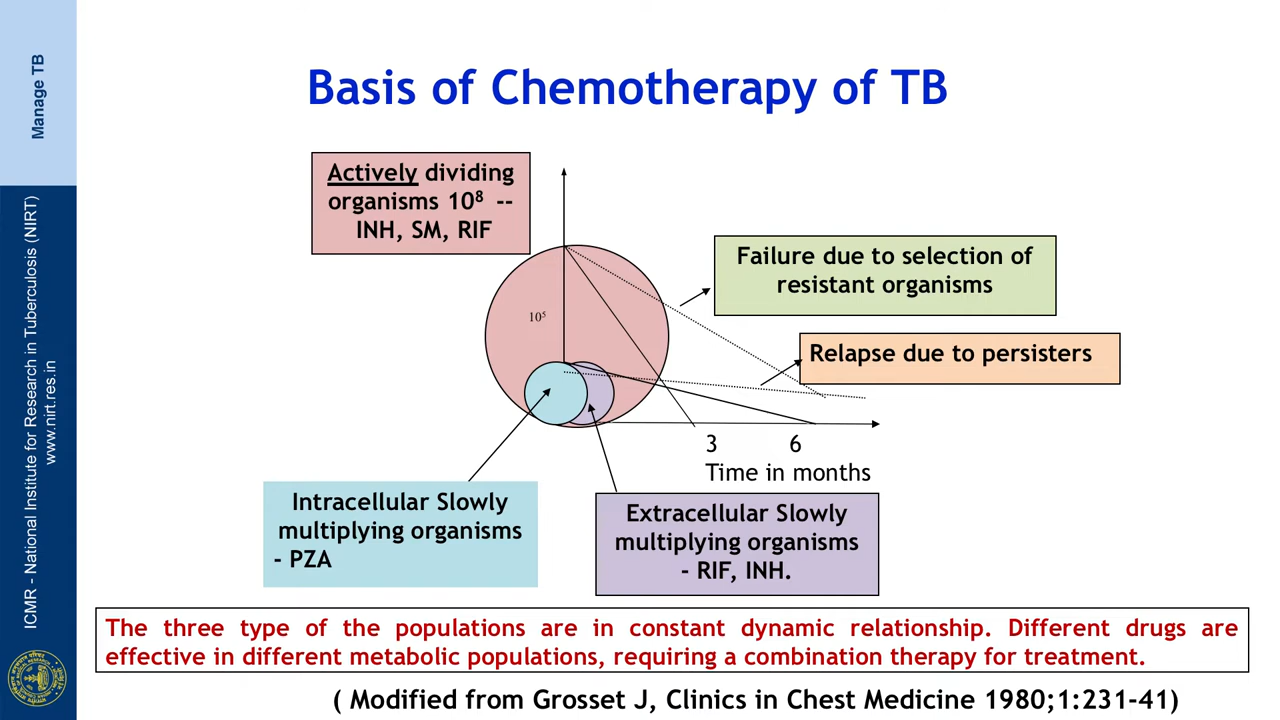 Manage TB
ICMR - National Institute for Research in Tuberculosis (NIRT)
www.nirt.res.in
Basis of Chemotherapy of TB
Actively dividing
organisms 10⁸ --
INH, SM, RIF
Failure due to selection of
resistant organisms
10⁵
Relapse due to persisters
3 6
Time in months
Intracellular Slowly
multiplying organisms
- PZA
Extracellular Slowly
multiplying organisms
- RIF, INH.
The three type of the populations are in constant dynamic relationship. Different drugs are
effective in different metabolic populations, requiring a combination therapy for treatment.
( Modified from Grosset J, Clinics in Chest Medicine 1980;1:231-41)